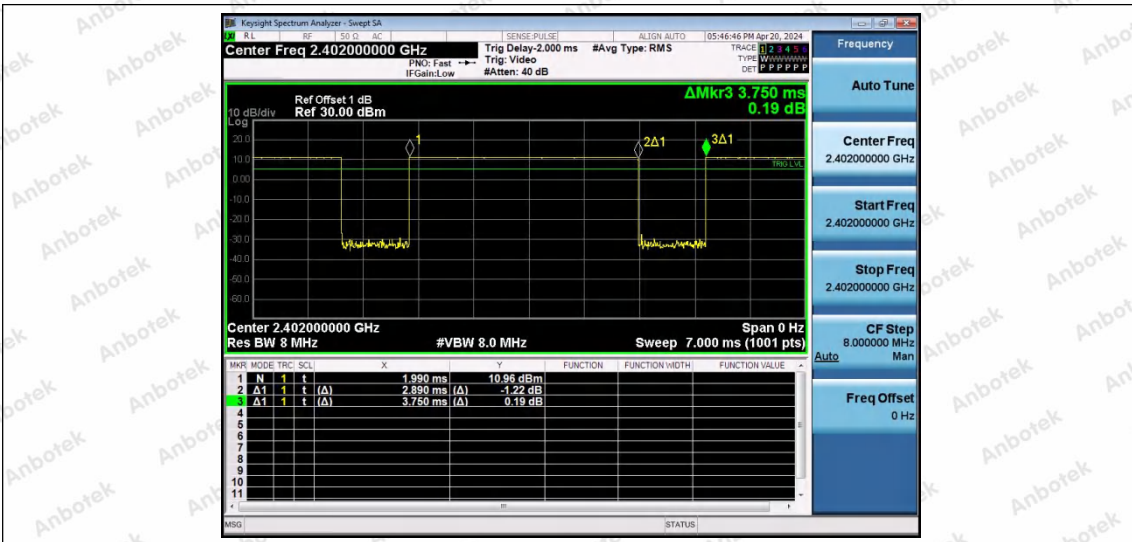 Keysight Spectrum Analyzer - Swept SA
LXI RL RF 50 Ω AC SENSE:PULSE ALIGN AUTO 05:46:46 PM Apr 20, 2024
Center Freq 2.402000000 GHz
PNO: Fast
IFGain:Low
Trig Delay-2.000 ms
Trig: Video
#Atten: 40 dB
#Avg Type: RMS
TRACE 1 2 3 4 5 6
TYPE WWWWWW
DET P P P P P P
ΔMkr3 3.750 ms
0.19 dB
Ref Offset 1 dB
10 dB/div Ref 30.00 dBm
Log
20.0
10.0
0.00
-10.0
-20.0
-30.0
-40.0
-50.0
-60.0
1
2Δ1
3Δ1
TRIG LVL
Center 2.402000000 GHz Span 0 Hz
Res BW 8 MHz #VBW 8.0 MHz Sweep 7.000 ms (1001 pts)
MKR MODE TRC SCL X Y FUNCTION FUNCTION WIDTH FUNCTION VALUE
1 N 1 t 1.990 ms 10.96 dBm
2 Δ1 1 t (Δ) 2.890 ms (Δ) -1.22 dB
3 Δ1 1 t (Δ) 3.750 ms (Δ) 0.19 dB
4
5
6
7
8
9
10
11
MSG STATUS
Frequency
Auto Tune
Center Freq
2.402000000 GHz
Start Freq
2.402000000 GHz
Stop Freq
2.402000000 GHz
CF Step
8.000000 MHz
Auto Man
Freq Offset
0 Hz
Anbotek